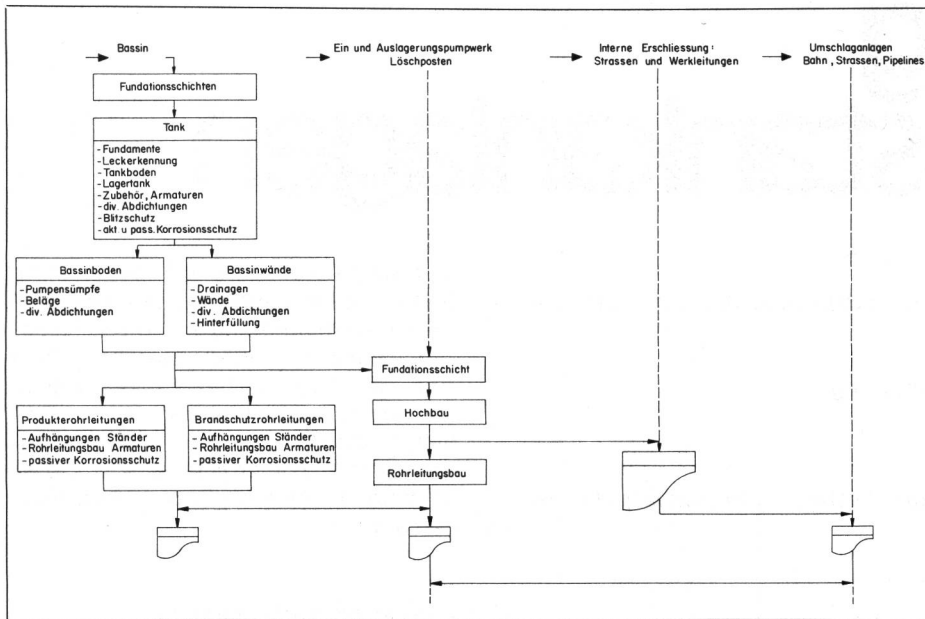 Bassin
Ein und Auslagerungspumpwerk
Löschposten
Interne Erschliessung:
Strassen und Werkleitungen
Umschlaganlagen
Bahn, Strassen, Pipelines
Fundationsschichten
Tank
- Fundamente
- Leckerkennung
- Tankboden
- Lagertank
- Zubehör, Armaturen
- div. Abdichtungen
- Blitzschutz
- akt. u pass. Korrosionsschutz
Bassinboden
- Pumpensümpfe
- Beläge
- div. Abdichtungen
Bassinwände
- Drainagen
- Wände
- div. Abdichtungen
- Hinterfüllung
Fundationsschicht
Hochbau
Rohrleitungsbau
Produkterohrleitungen
- Aufhängungen Ständer
- Rohrleitungsbau Armaturen
- passiver Korrosionsschutz
Brandschutzrohrleitungen
- Aufhängungen Ständer
- Rohrleitungsbau Armaturen
- passiver Korrosionsschutz